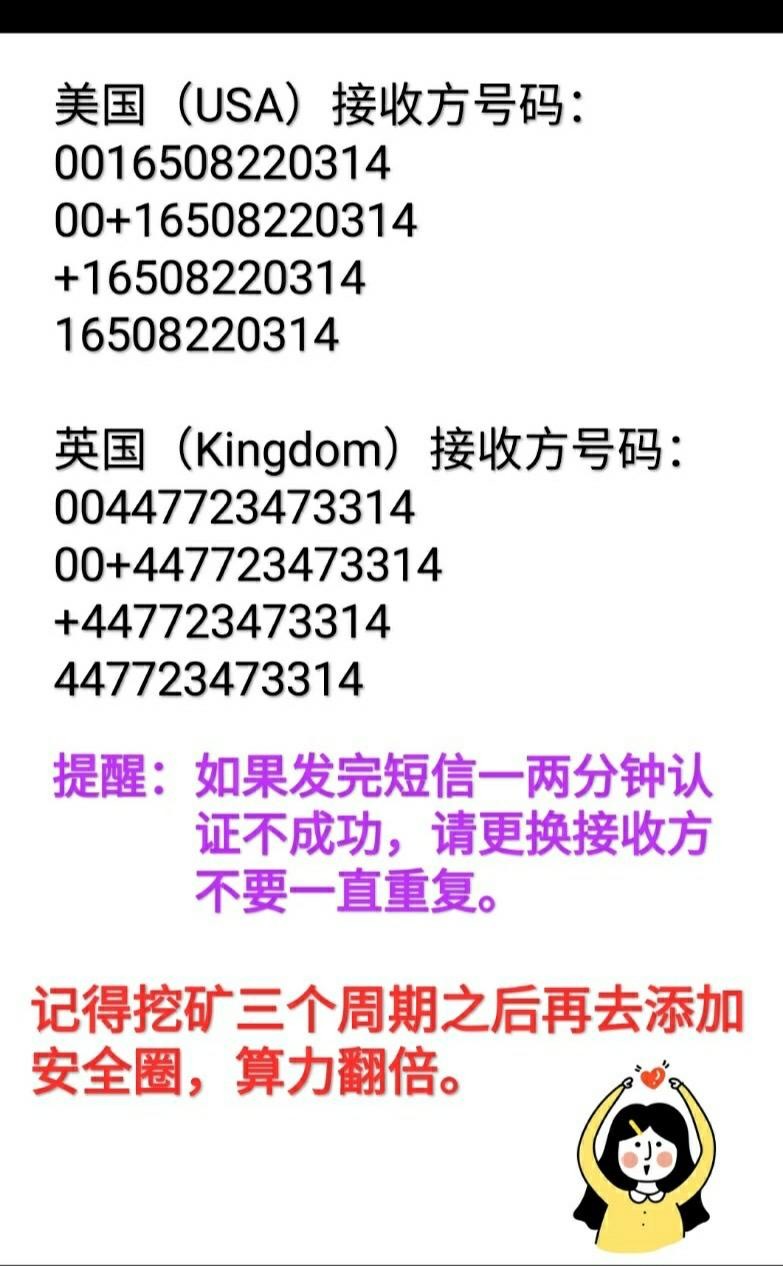 美国（USA）接收方号码：
0016508220314
00+16508220314
+16508220314
16508220314
英国（Kingdom）接收方号码：
00447723473314
00+447723473314
+447723473314
447723473314
提醒：如果发完短信一两分钟认
证不成功，请更换接收方
不要一直重复。
记得挖矿三个周期之后再去添加
安全圈，算力翻倍。